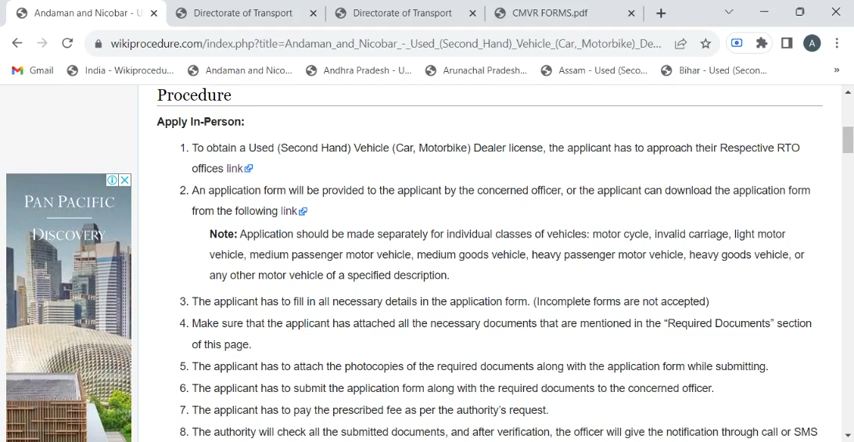 Andaman and Nicobar - U
Directorate of Transport
Directorate of Transport
CMVR FORMS.pdf
wikiprocedure.com/index.php?title=Andaman_and_Nicobar_-_Used_(Second_Hand)_Vehicle_(Car,_Motorbike)_De...
A
Gmail
India - Wikiprocedu...
Andaman and Nico...
Andhra Pradesh - U...
Arunachal Pradesh...
Assam - Used (Seco...
Bihar - Used (Secon...
»
Procedure
Apply In-Person:
1. To obtain a Used (Second Hand) Vehicle (Car, Motorbike) Dealer license, the applicant has to approach their Respective RTO
offices link
2. An application form will be provided to the applicant by the concerned officer, or the applicant can download the application form
from the following link
Note: Application should be made separately for individual classes of vehicles: motor cycle, invalid carriage, light motor
vehicle, medium passenger motor vehicle, medium goods vehicle, heavy passenger motor vehicle, heavy goods vehicle, or
any other motor vehicle of a specified description.
3. The applicant has to fill in all necessary details in the application form. (Incomplete forms are not accepted)
4. Make sure that the applicant has attached all the necessary documents that are mentioned in the “Required Documents” section
of this page.
5. The applicant has to attach the photocopies of the required documents along with the application form while submitting.
6. The applicant has to submit the application form along with the required documents to the concerned officer.
7. The applicant has to pay the prescribed fee as per the authority's request.
8. The authority will check all the submitted documents, and after verification, the officer will give the notification through call or SMS
PAN PACIFIC
DISCOVERY